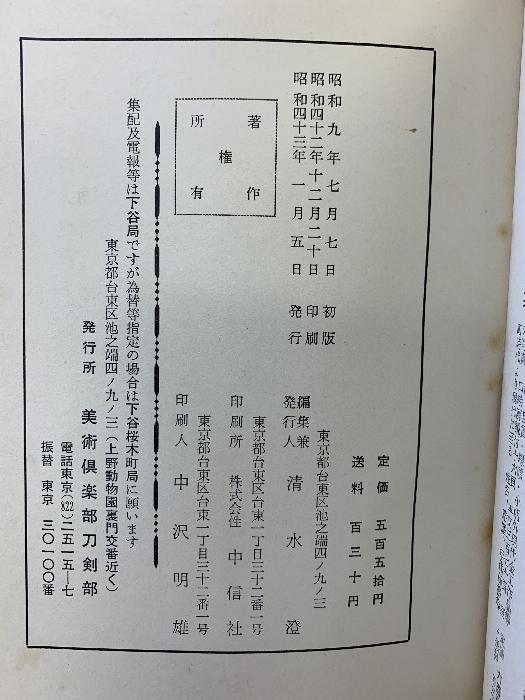 昭和九年七月七日 初版
昭和四十二年十二月二十日 印刷
昭和四十三年一月五日 発行
著作
権
所有
定価 五百五拾円
送料 百三十円
東京都台東区池之端四ノ九ノ三
編集兼
発行人 清水澄
東京都台東区台東一丁目三十二番一号
印刷所 株式会社 中信社
東京都台東区台東一丁目三十二番一号
印刷人 中沢明雄
集配及電報等は下谷局ですが為替等指定の場合は下谷桜木町局に願います
東京都台東区池之端四ノ九ノ三(上野動物園裏門交番近く)
発行所 美術倶楽部刀剣部
電話東京(822)二五一五―七
振替 東京 三〇一〇〇番